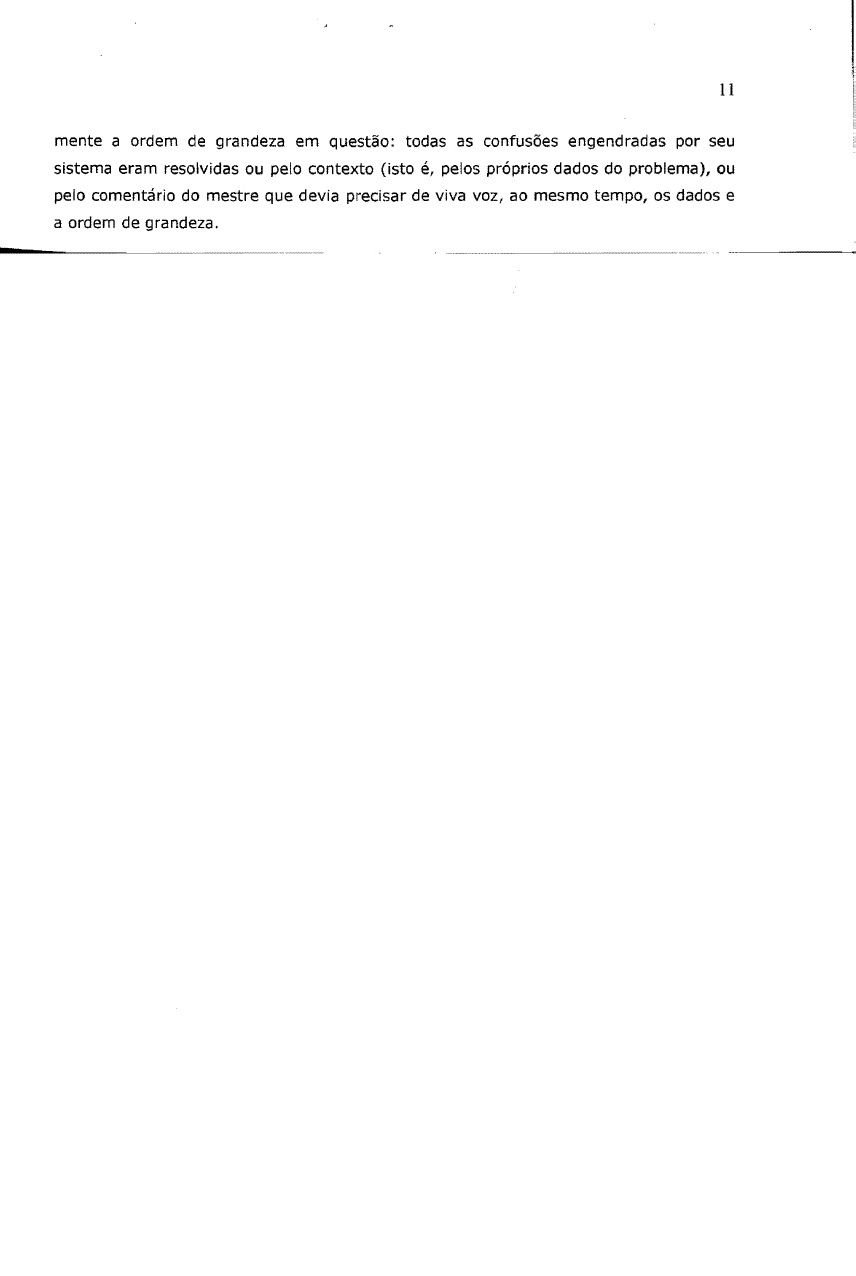 11
mente a ordem de grandeza em questão: todas as confusões engendradas por seu
sistema eram resolvidas ou pelo contexto (isto é, pelos próprios dados do problema), ou
pelo comentário do mestre que devia precisar de viva voz, ao mesmo tempo, os dados e
a ordem de grandeza.